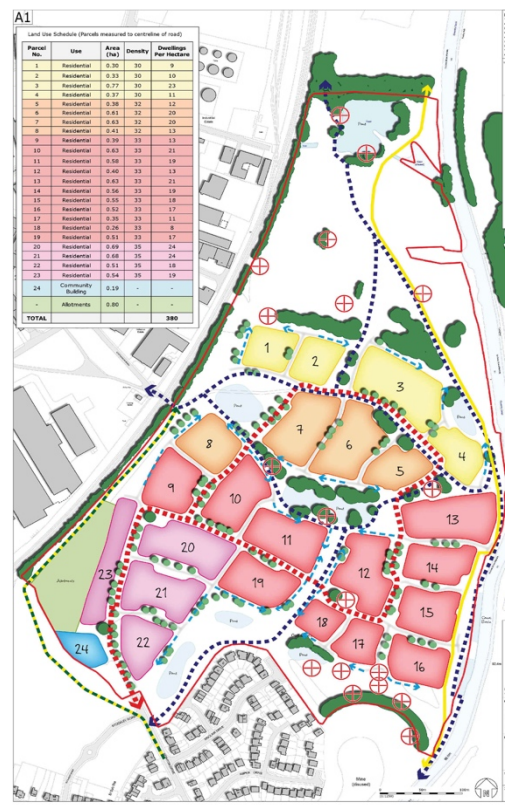 A1
Land Use Schedule (Parcels measured to centreline of road)
Parcel No. Use Area (ha) Density Dwellings Per Hectare
1 Residential 0.30 30 9
2 Residential 0.33 30 10
3 Residential 0.77 30 23
4 Residential 0.37 30 11
5 Residential 0.38 32 12
6 Residential 0.61 32 20
7 Residential 0.63 32 20
8 Residential 0.41 32 13
9 Residential 0.39 33 13
10 Residential 0.63 33 21
11 Residential 0.58 33 19
12 Residential 0.40 33 13
13 Residential 0.63 33 21
14 Residential 0.56 33 19
15 Residential 0.55 33 18
16 Residential 0.52 33 17
17 Residential 0.35 33 11
18 Residential 0.26 33 8
19 Residential 0.51 33 17
20 Residential 0.69 35 24
21 Residential 0.68 35 24
22 Residential 0.51 35 18
23 Residential 0.54 35 19
24 Community Building 0.19 - -
- Allotments 0.80 - -
TOTAL 380
Pond
1
2
3
Pond
Pond
7
6
8
4
5
9
10
Pond
13
11
20
14
Allotments
23
12
19
21
15
18
Pond
17
22
16
Pond
24